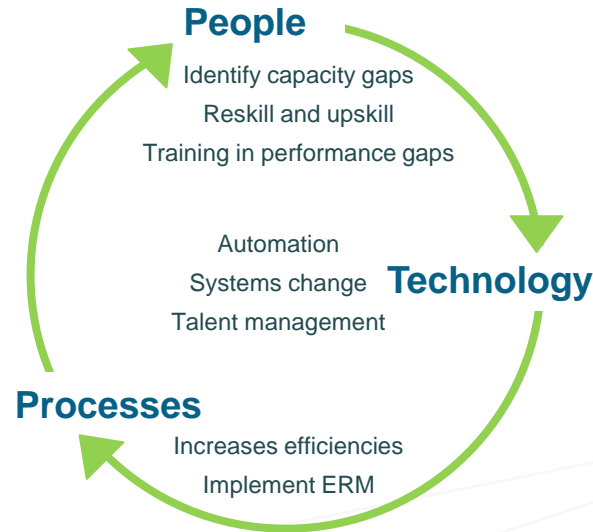 People
Identify capacity gaps
Reskill and upskill
Training in performance gaps
Automation
Systems change
Talent management
Technology
Processes
Increases efficiencies
Implement ERM